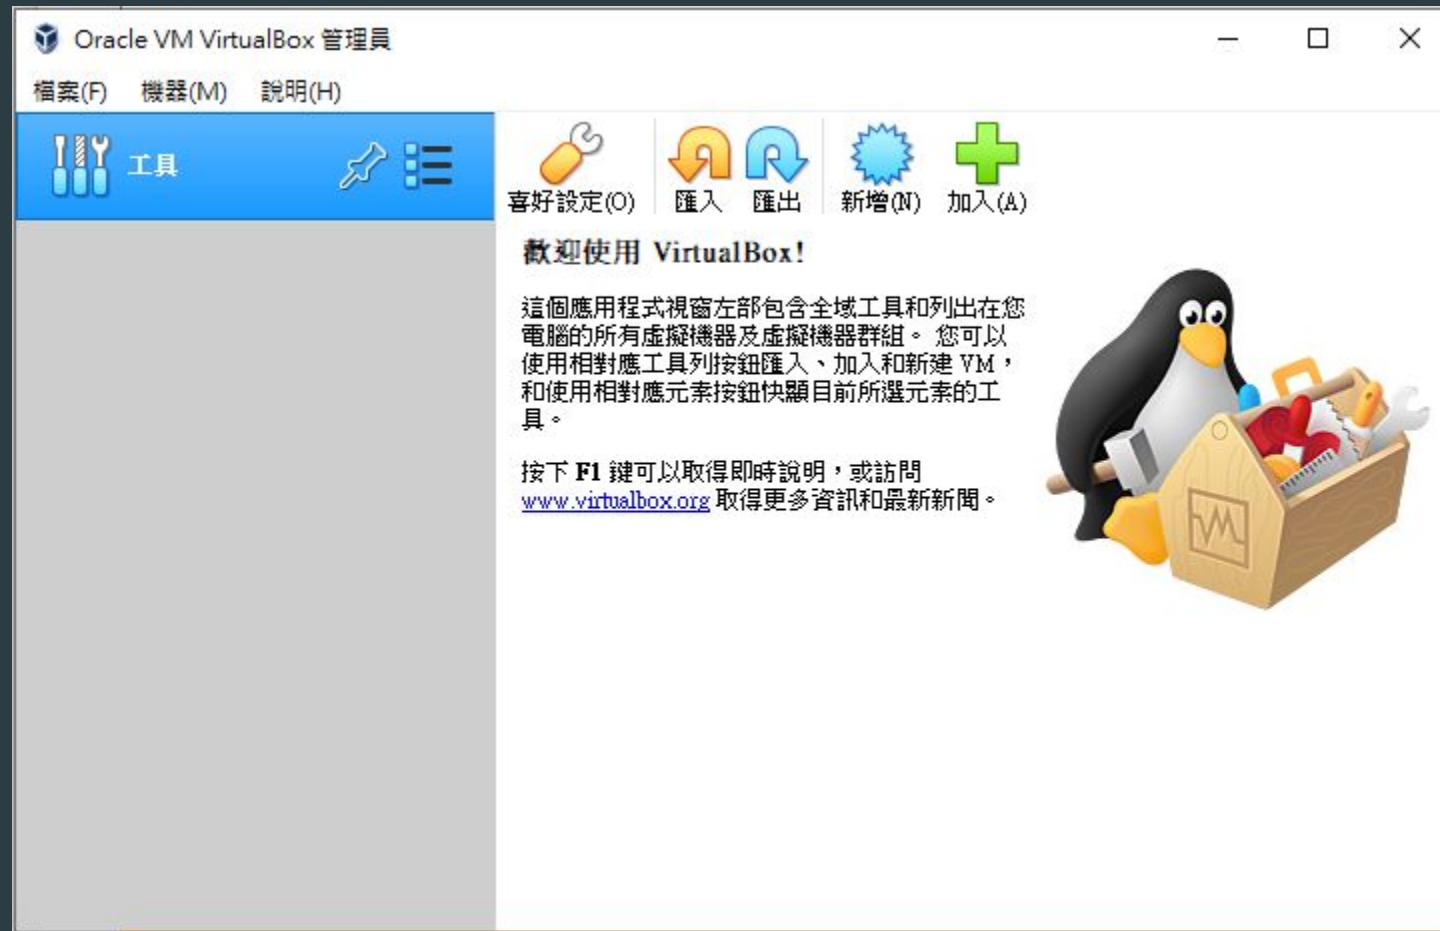 Oracle VM VirtualBox 管理員
檔案(F) 機器(M) 說明(H)
工具
喜好設定(O) 匯入 匯出 新增(N) 加入(A)
歡迎使用 VirtualBox!
這個應用程式視窗左部包含全域工具和列出在您
電腦的所有虛擬機器及虛擬機器群組。 您可以
使用相對應工具列按鈕匯入、加入和新建 VM，
和使用相對應元素按鈕快顯目前所選元素的工
具。
按下 F1 鍵可以取得即時說明，或訪問
www.virtualbox.org 取得更多資訊和最新新聞。